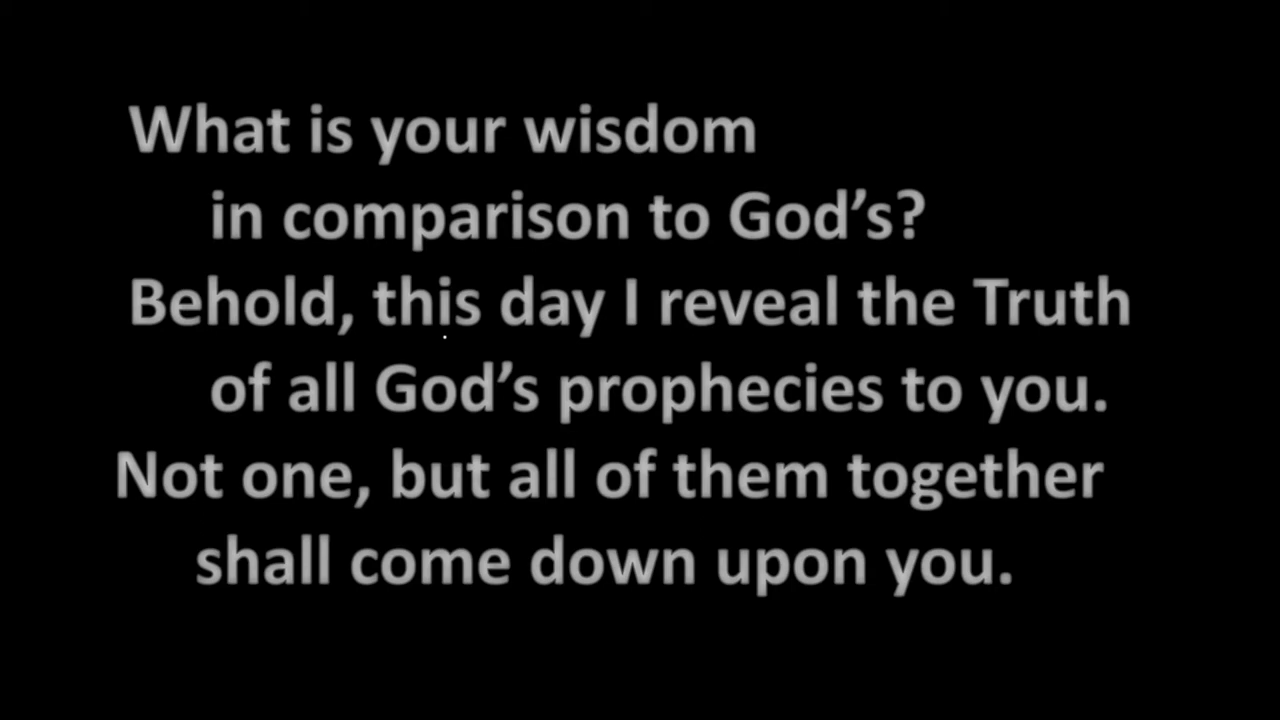 What is your wisdom
in comparison to God’s?
Behold, this day I reveal the Truth
of all God’s prophecies to you.
Not one, but all of them together
shall come down upon you.